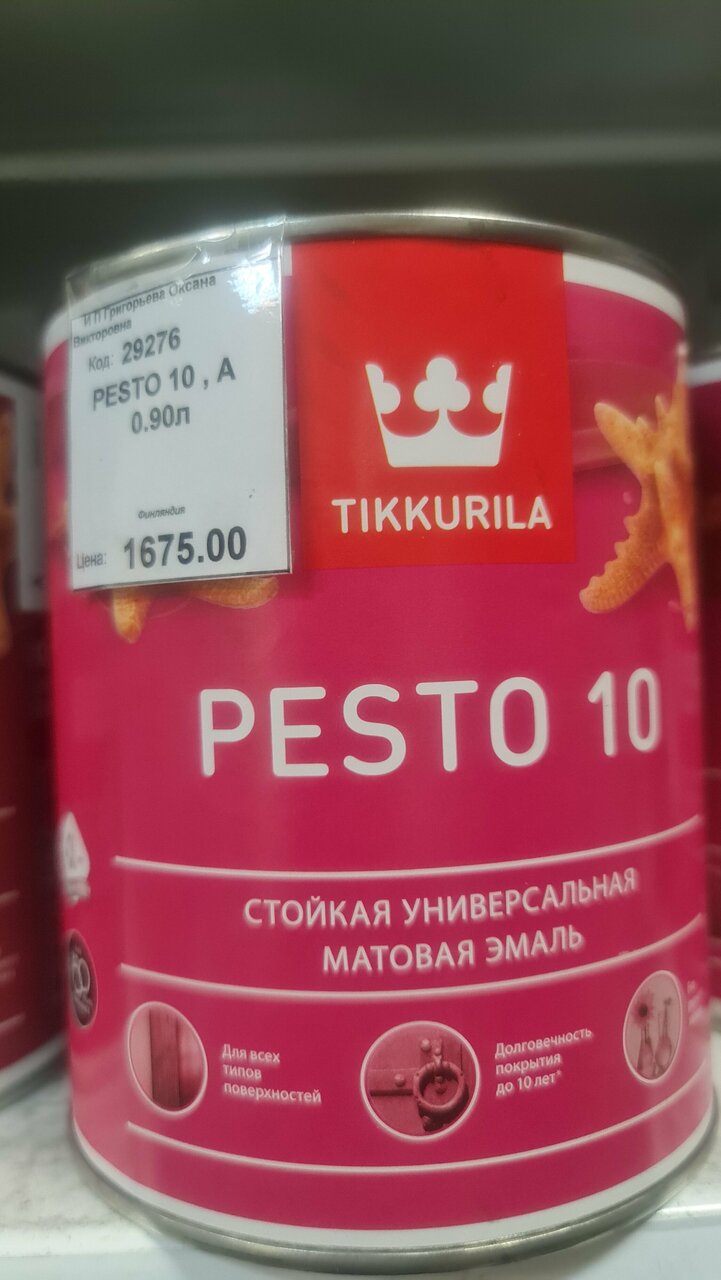 ИП Григорьева Оксана
Викторовна
Код: 29276
PESTO 10 , А
0.90л
Финляндия
Цена: 1675.00
TIKKURILA
PESTO 10
СТОЙКАЯ УНИВЕРСАЛЬНАЯ
МАТОВАЯ ЭМАЛЬ
Для всех
типов
поверхностей
Долговечность
покрытия
до 10 лет*